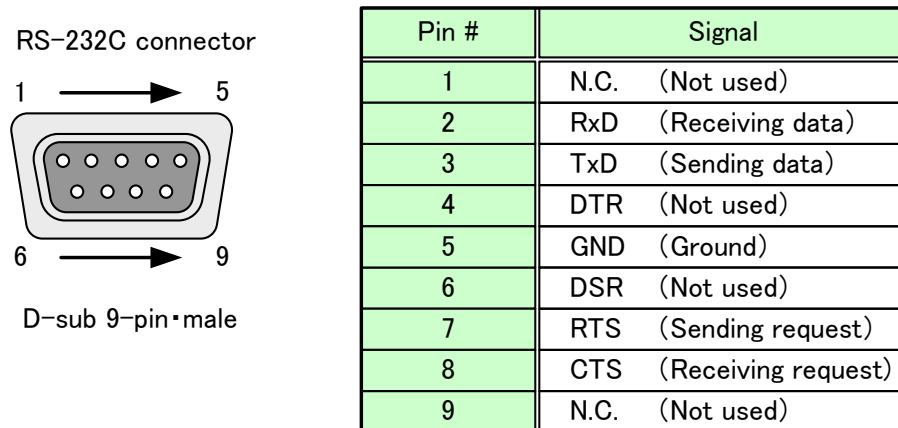 RS-232C connector
1 5
6 9
D-sub 9-pin・male
Pin # Signal
1 N.C. (Not used)
2 RxD (Receiving data)
3 TxD (Sending data)
4 DTR (Not used)
5 GND (Ground)
6 DSR (Not used)
7 RTS (Sending request)
8 CTS (Receiving request)
9 N.C. (Not used)